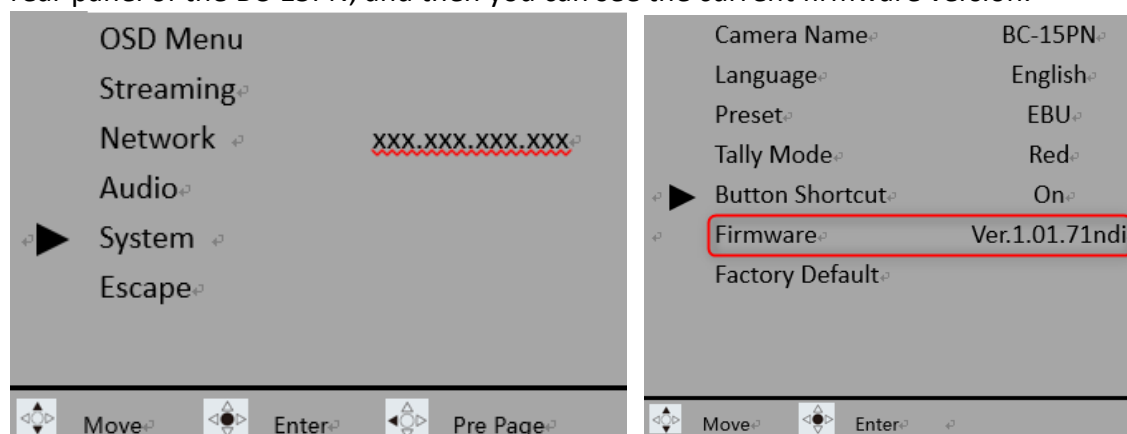 OSD Menu
Streaming
Network xxx.xxx.xxx.xxx
Audio
System
Escape
Move Enter Pre Page
Camera Name BC-15PN
Language English
Preset EBU
Tally Mode Red
Button Shortcut On
Firmware Ver.1.01.71ndi
Factory Default
Move Enter